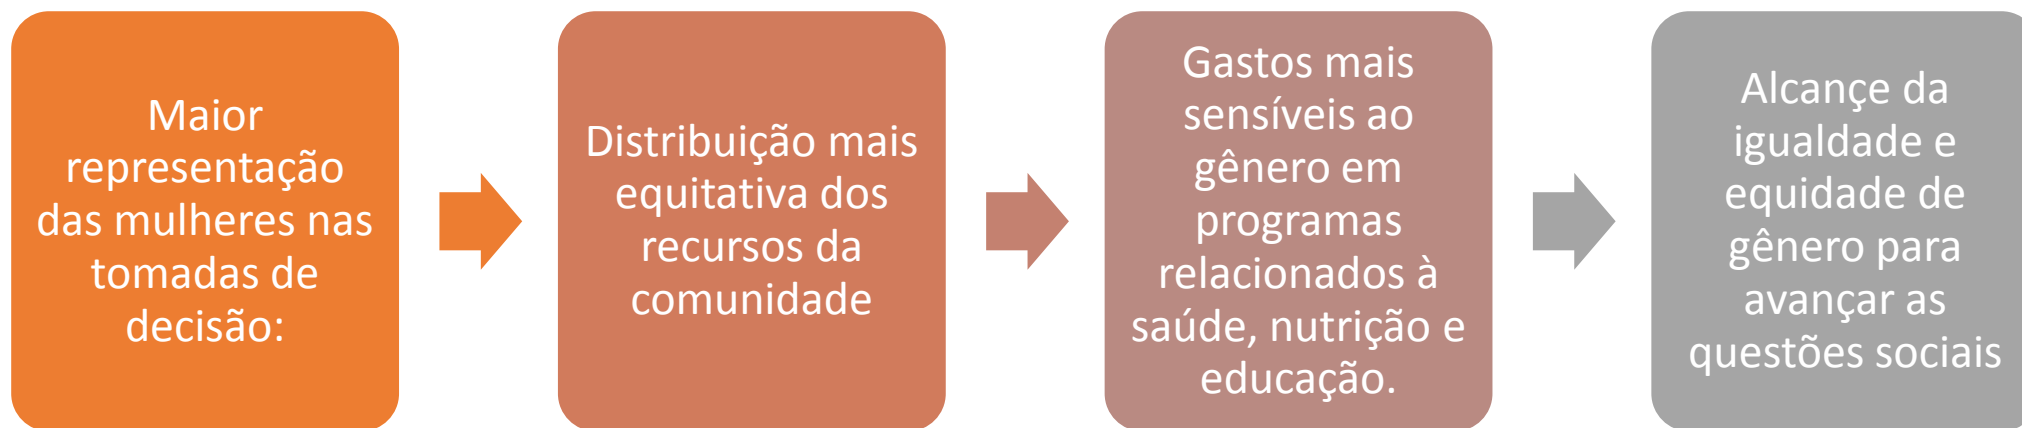 Maior
representação
das mulheres nas
tomadas de
decisão:
Distribuição mais
equitativa dos
recursos da
comunidade
Gastos mais
sensíveis ao
gênero em
programas
relacionados à
saúde, nutrição e
educação.
Alcançe da
igualdade e
equidade de
gênero para
avançar as
questões sociais